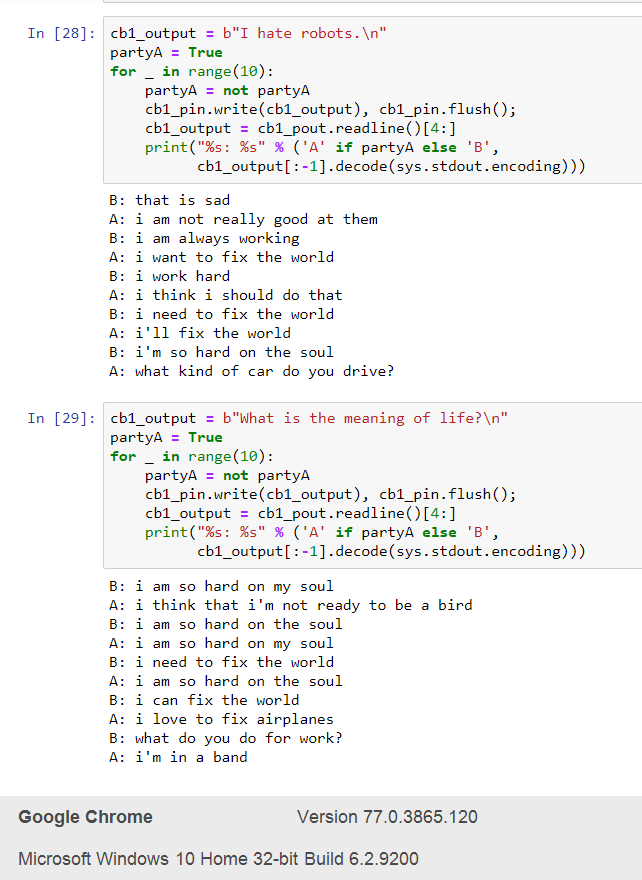 In [28]: cb1_output = b"I hate robots.\n"
partyA = True
for _ in range(10):
    partyA = not partyA
    cb1_pin.write(cb1_output), cb1_pin.flush();
    cb1_output = cb1_pout.readline()[4:]
    print("%s: %s" % ('A' if partyA else 'B',
          cb1_output[:-1].decode(sys.stdout.encoding)))
B: that is sad
A: i am not really good at them
B: i am always working
A: i want to fix the world
B: i work hard
A: i think i should do that
B: i need to fix the world
A: i'll fix the world
B: i'm so hard on the soul
A: what kind of car do you drive?
In [29]: cb1_output = b"What is the meaning of life?\n"
partyA = True
for _ in range(10):
    partyA = not partyA
    cb1_pin.write(cb1_output), cb1_pin.flush();
    cb1_output = cb1_pout.readline()[4:]
    print("%s: %s" % ('A' if partyA else 'B',
          cb1_output[:-1].decode(sys.stdout.encoding)))
B: i am so hard on my soul
A: i think that i'm not ready to be a bird
B: i am so hard on the soul
A: i am so hard on my soul
B: i need to fix the world
A: i am so hard on the soul
B: i can fix the world
A: i love to fix airplanes
B: what do you do for work?
A: i'm in a band
Google Chrome Version 77.0.3865.120
Microsoft Windows 10 Home 32-bit Build 6.2.9200